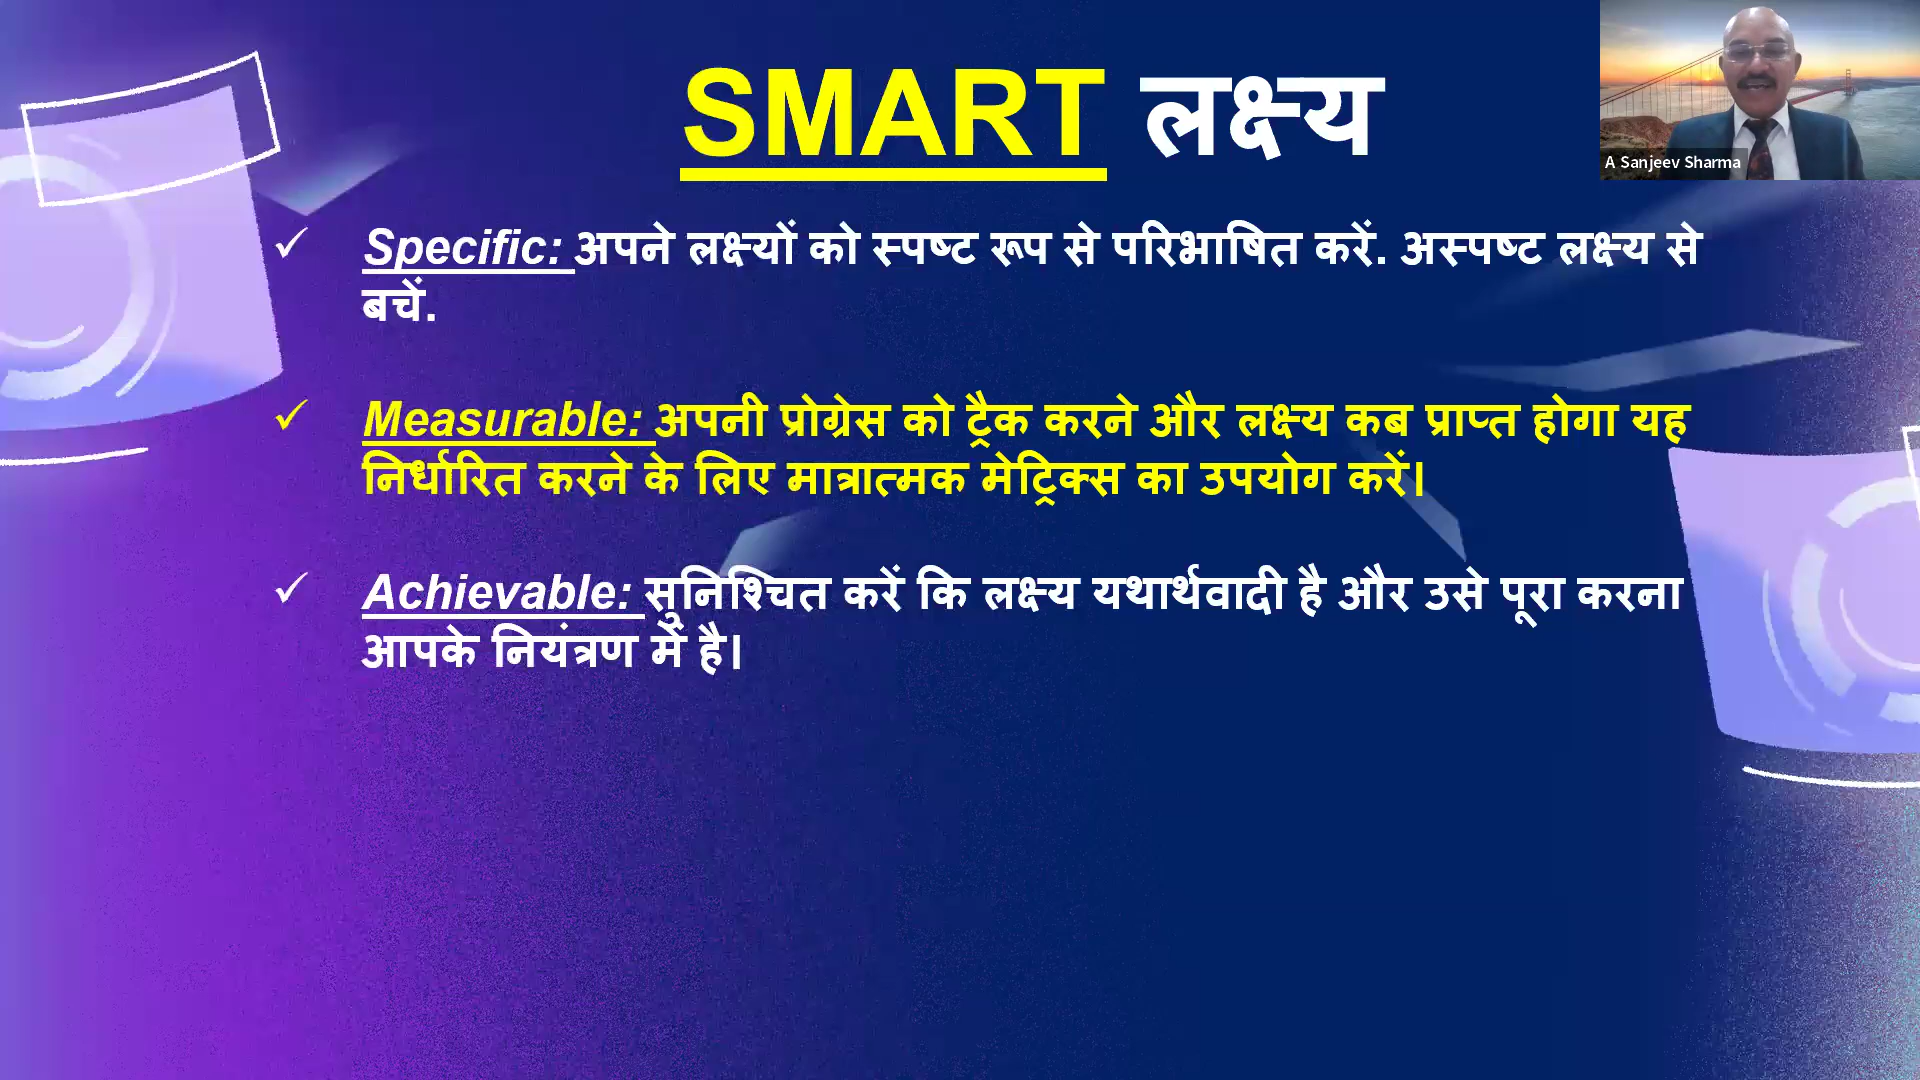 SMART लक्ष्य
A Sanjeev Sharma
Specific: अपने लक्ष्यों को स्पष्ट रूप से परिभाषित करें. अस्पष्ट लक्ष्य से
बचें.
Measurable: अपनी प्रोग्रेस को ट्रैक करने और लक्ष्य कब प्राप्त होगा यह
निर्धारित करने के लिए मात्रात्मक मेट्रिक्स का उपयोग करें।
Achievable: सुनिश्चित करें कि लक्ष्य यथार्थवादी है और उसे पूरा करना
आपके नियंत्रण में है।